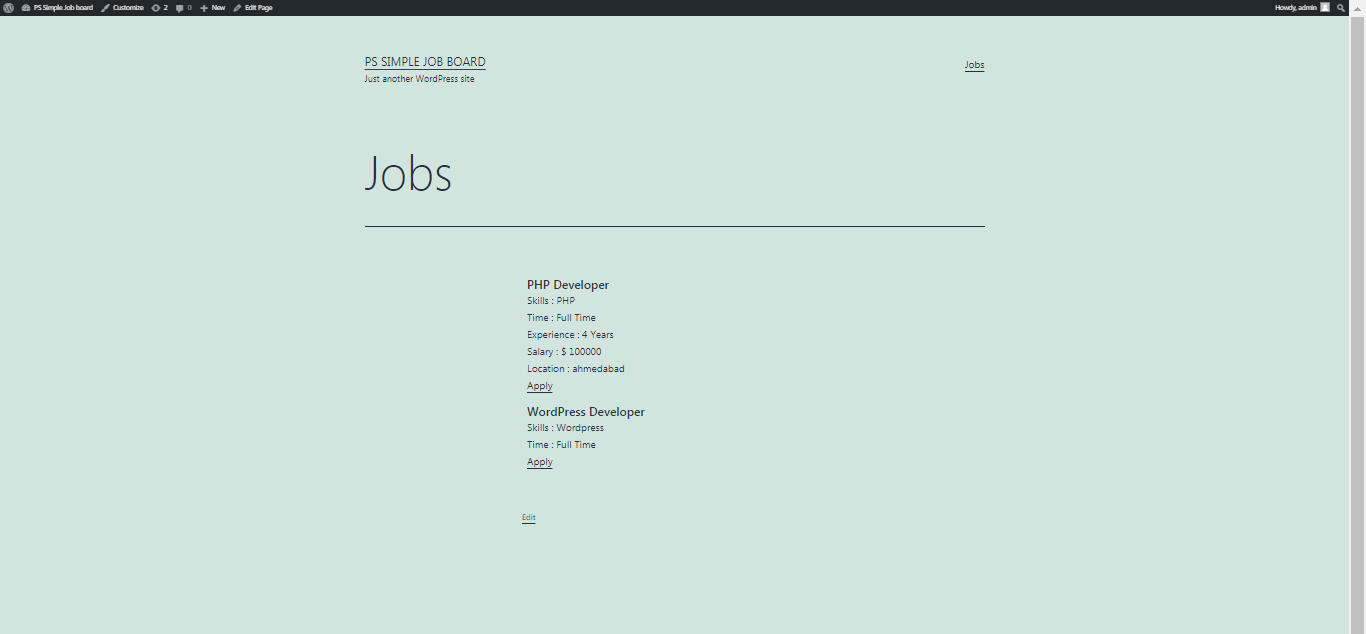 PS Simple Job board Customize 2 0 New Edit Page Howdy, admin
PS SIMPLE JOB BOARD
Just another WordPress site
Jobs
Jobs
PHP Developer
Skills : PHP
Time : Full Time
Experience : 4 Years
Salary : $ 100000
Location : ahmedabad
Apply
WordPress Developer
Skills : Wordpress
Time : Full Time
Apply
Edit